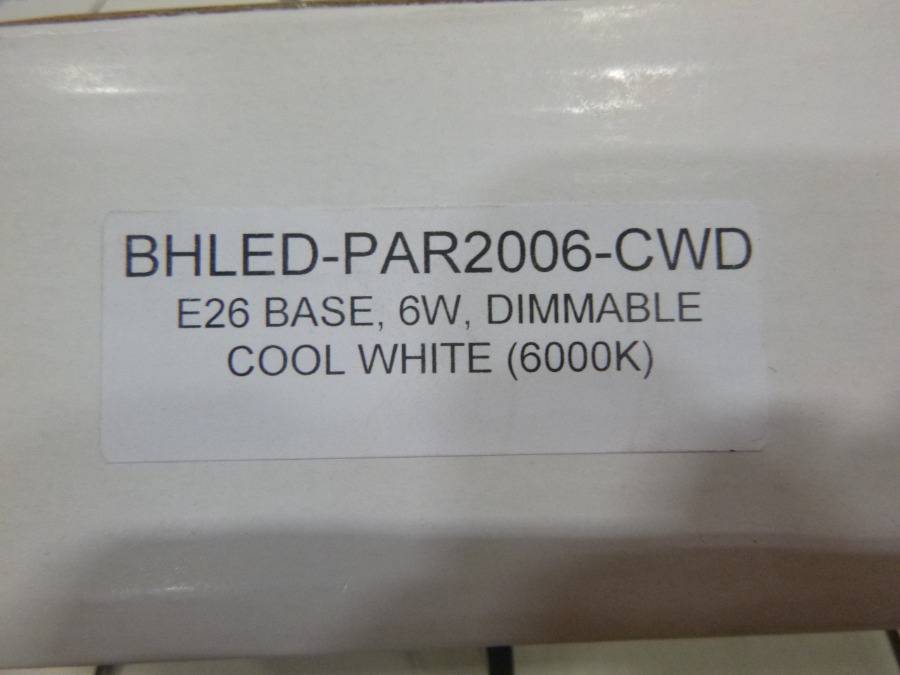 BHLED-PAR2006-CWD
E26 BASE, 6W, DIMMABLE
COOL WHITE (6000K)